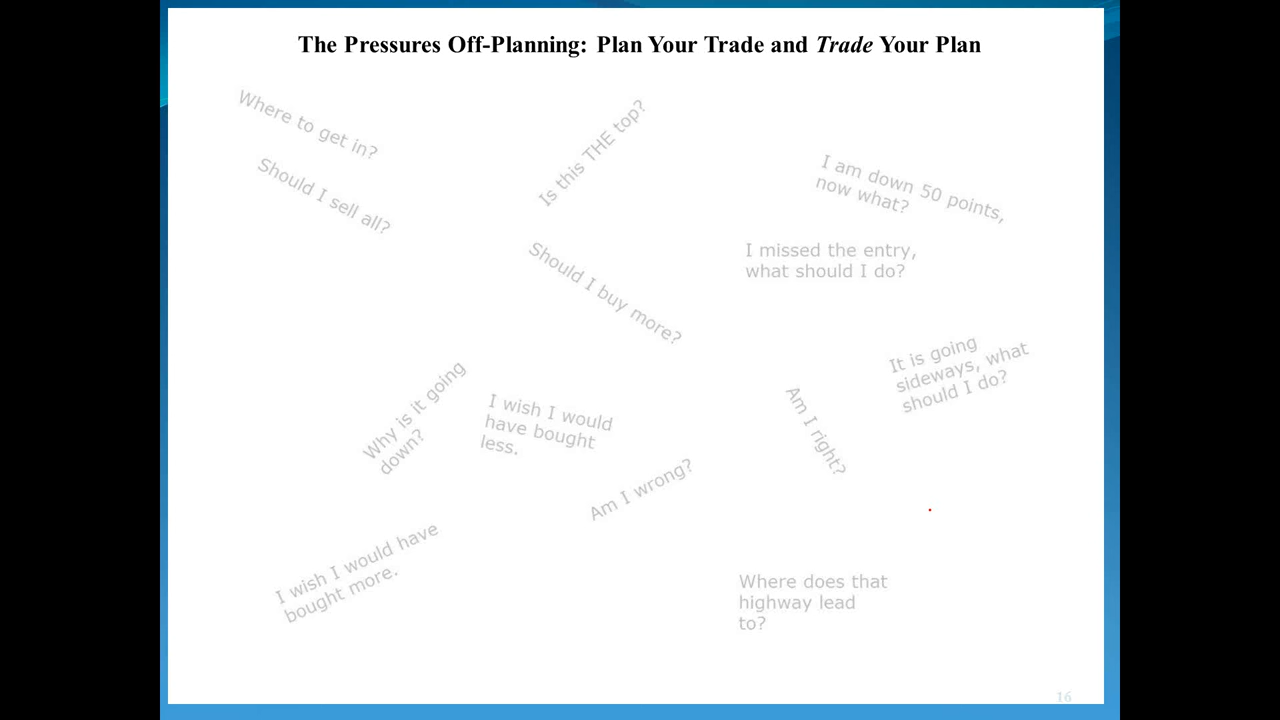 The Pressures Off-Planning: Plan Your Trade and Trade Your Plan
Where to get in?
Should I sell all?
Is this THE top?
I am down 50 points,
now what?
Should I buy more?
I missed the entry,
what should I do?
Why is it going
down?
I wish I would
have bought
less.
Am I wrong?
Am I right?
It is going
sideways, what
should I do?
I wish I would have
bought more.
Where does that
highway lead
to?
16